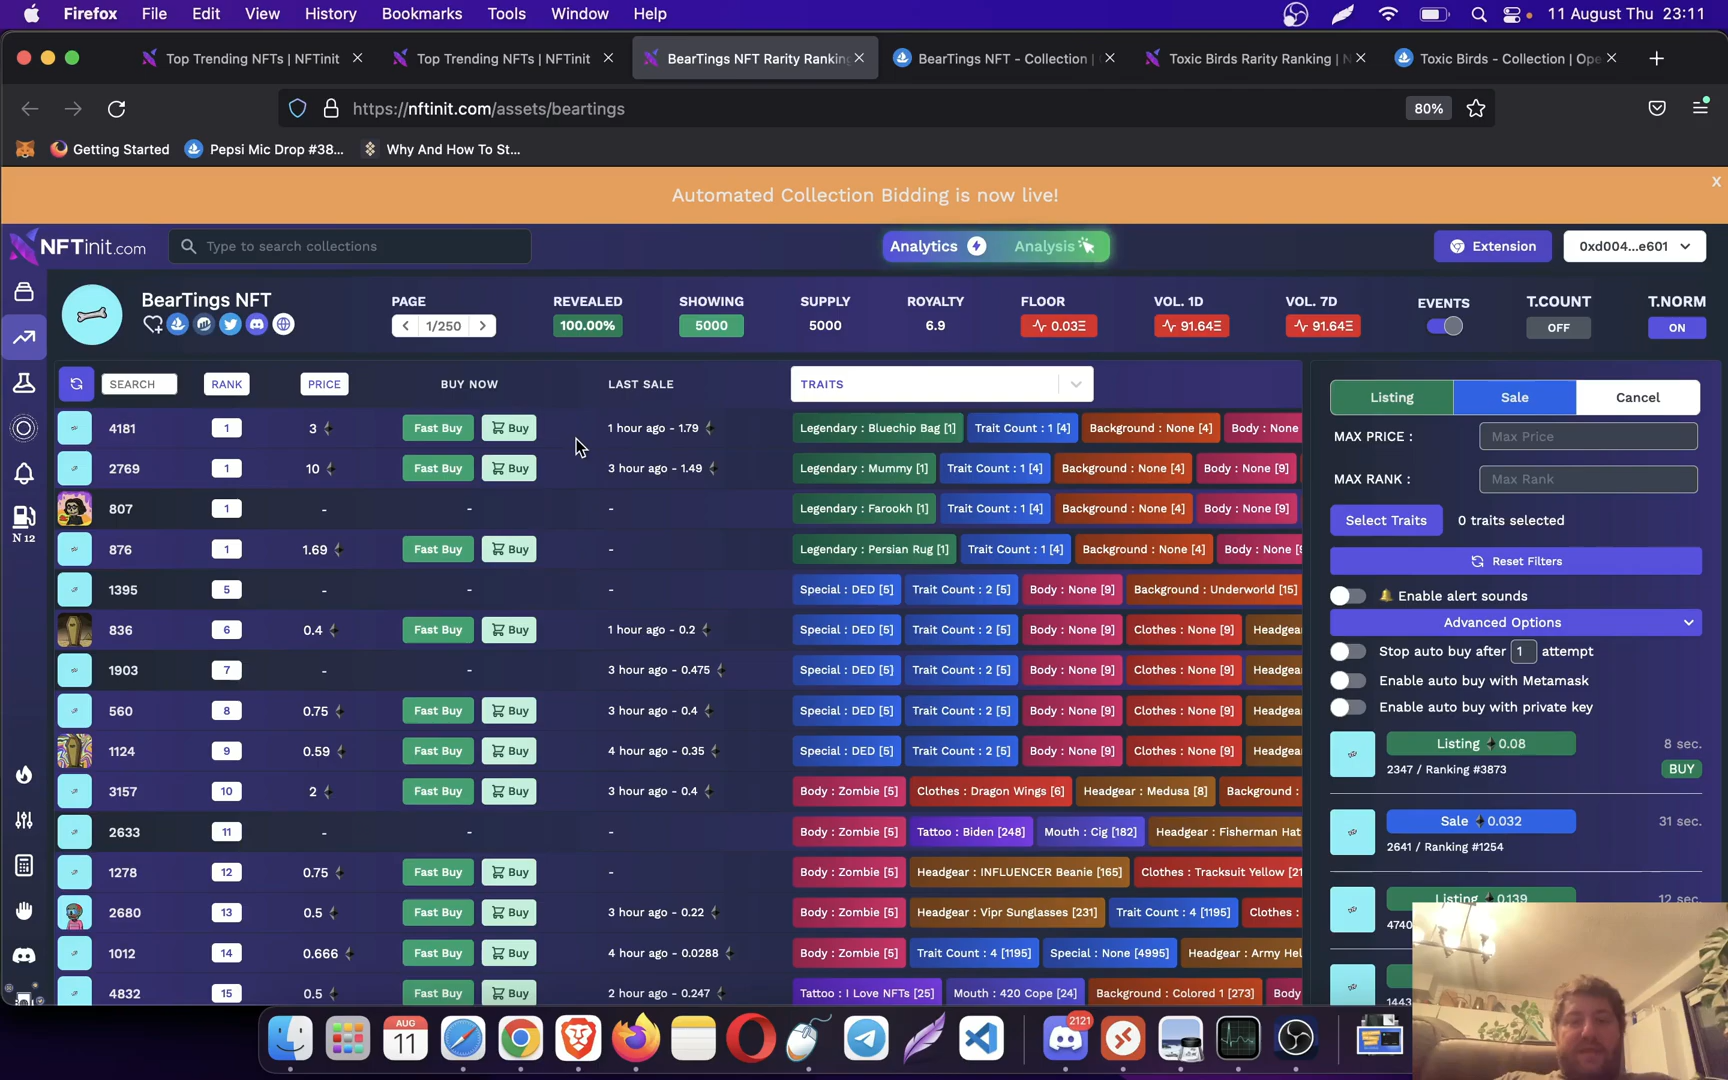 Firefox File Edit View History Bookmarks Tools Window Help 11 August Thu 23:11
Top Trending NFTs | NFTinit Top Trending NFTs | NFTinit BearTings NFT Rarity Ranking BearTings NFT - Collection | Toxic Birds Rarity Ranking | Toxic Birds - Collection | Ope
https://nftinit.com/assets/beartings 80%
Getting Started Pepsi Mic Drop #38... Why And How To St...
Automated Collection Bidding is now live! X
NFTinit.com Type to search collections Analytics Analysis Extension 0xd004...e601
BearTings NFT PAGE REVEALED SHOWING SUPPLY ROYALTY FLOOR VOL. 1D VOL. 7D EVENTS T.COUNT T.NORM
1/250 100.00% 5000 5000 6.9 0.03Ξ 91.64Ξ 91.64Ξ OFF ON
SEARCH RANK PRICE BUY NOW LAST SALE TRAITS
4181 1 3 Fast Buy Buy 1 hour ago - 1.79 Legendary : Bluechip Bag [1] Trait Count : 1 [4] Background : None [4] Body : None
2769 1 10 Fast Buy Buy 3 hour ago - 1.49 Legendary : Mummy [1] Trait Count : 1 [4] Background : None [4] Body : None [9]
807 1 - - - Legendary : Farookh [1] Trait Count : 1 [4] Background : None [4] Body : None [9]
876 1 1.69 Fast Buy Buy - Legendary : Persian Rug [1] Trait Count : 1 [4] Background : None [4] Body : None [9
1395 5 - - - Special : DED [5] Trait Count : 2 [5] Body : None [9] Background : Underworld [15]
836 6 0.4 Fast Buy Buy 1 hour ago - 0.2 Special : DED [5] Trait Count : 2 [5] Body : None [9] Clothes : None [9] Headgea
1903 7 - - 3 hour ago - 0.475 Special : DED [5] Trait Count : 2 [5] Body : None [9] Clothes : None [9] Headgea
560 8 0.75 Fast Buy Buy 3 hour ago - 0.4 Special : DED [5] Trait Count : 2 [5] Body : None [9] Clothes : None [9] Headgea
1124 9 0.59 Fast Buy Buy 4 hour ago - 0.35 Special : DED [5] Trait Count : 2 [5] Body : None [9] Clothes : None [9] Headgea
3157 10 2 Fast Buy Buy 3 hour ago - 0.4 Body : Zombie [5] Clothes : Dragon Wings [6] Headgear : Medusa [8] Background :
2633 11 - - - Body : Zombie [5] Tattoo : Biden [248] Mouth : Cig [182] Headgear : Fisherman Hat
1278 12 0.75 Fast Buy Buy - Body : Zombie [5] Headgear : INFLUENCER Beanie [165] Clothes : Tracksuit Yellow [21
2680 13 0.5 Fast Buy Buy 3 hour ago - 0.22 Body : Zombie [5] Headgear : Vipr Sunglasses [231] Trait Count : 4 [1195] Clothes :
1012 14 0.666 Fast Buy Buy 4 hour ago - 0.0288 Body : Zombie [5] Trait Count : 4 [1195] Special : None [4995] Headgear : Army Hel
4832 15 0.5 Fast Buy Buy 2 hour ago - 0.247 Tattoo : I Love NFTs [25] Mouth : 420 Cope [24] Background : Colored 1 [273] Body
N 12
Listing Sale Cancel
MAX PRICE : Max Price
MAX RANK : Max Rank
Select Traits 0 traits selected
Reset Filters
Enable alert sounds
Advanced Options
Stop auto buy after 1 attempt
Enable auto buy with Metamask
Enable auto buy with private key
Listing 0.08 8 sec.
2347 / Ranking #3873 BUY
Sale 0.032 31 sec.
2641 / Ranking #1254
Listing 0.139 12 sec.
4740
1443
AUG
11
2121